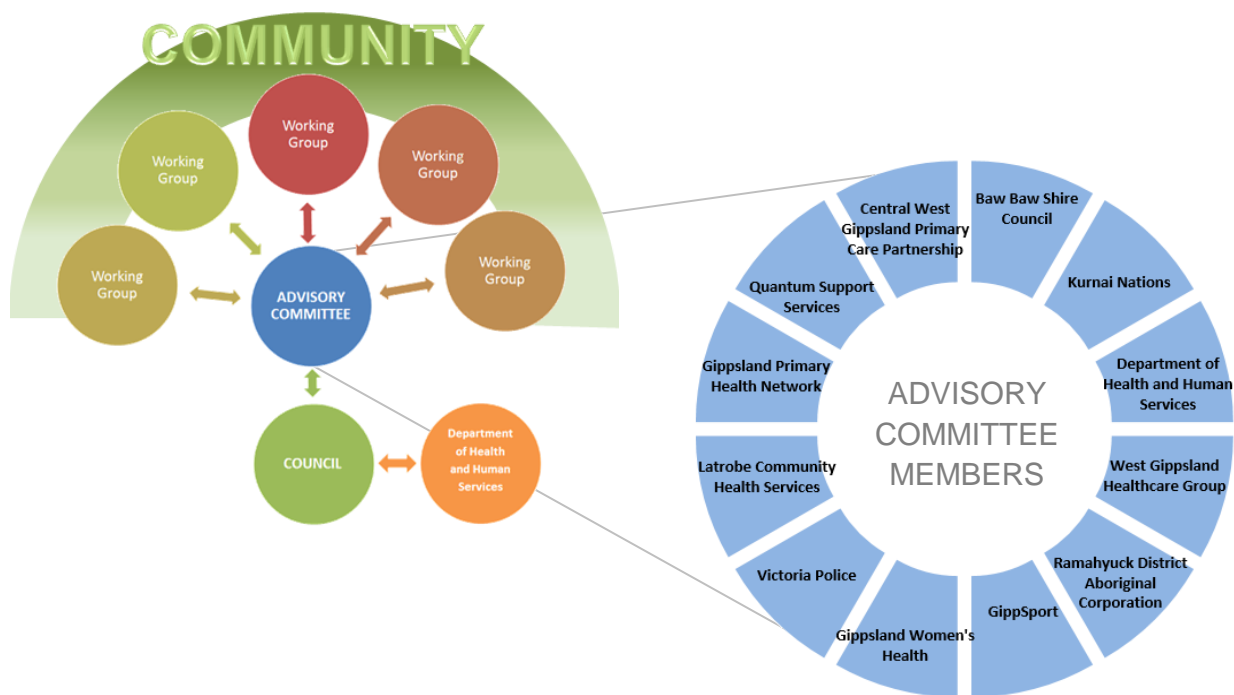 COMMUNITY
Working
Group
Working
Group
Working
Group
Working
Group
Working
Group
ADVISORY
COMMITTEE
COUNCIL
Department
of Health
and Human
Services
Central West
Gippsland Primary
Care Partnership
Baw Baw Shire
Council
Kurnai Nations
Department of
Health and Human
Services
West Gippsland
Healthcare Group
Ramahyuck District
Aboriginal
Corporation
GippSport
Gippsland Women's
Health
Victoria Police
Latrobe Community
Health Services
Gippsland Primary
Health Network
Quantum Support
Services
ADVISORY
COMMITTEE
MEMBERS